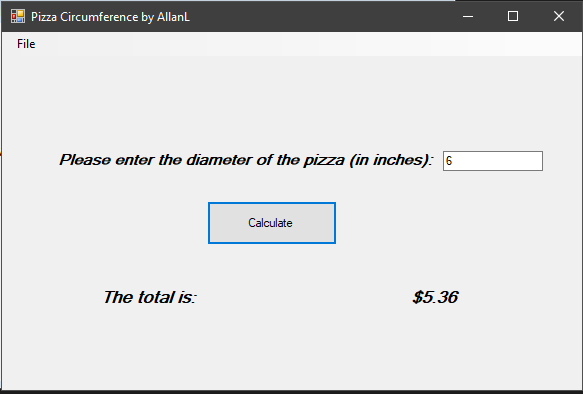 Pizza Circumference by AllanL
File
Please enter the diameter of the pizza (in inches): 6
Calculate
The total is: $5.36